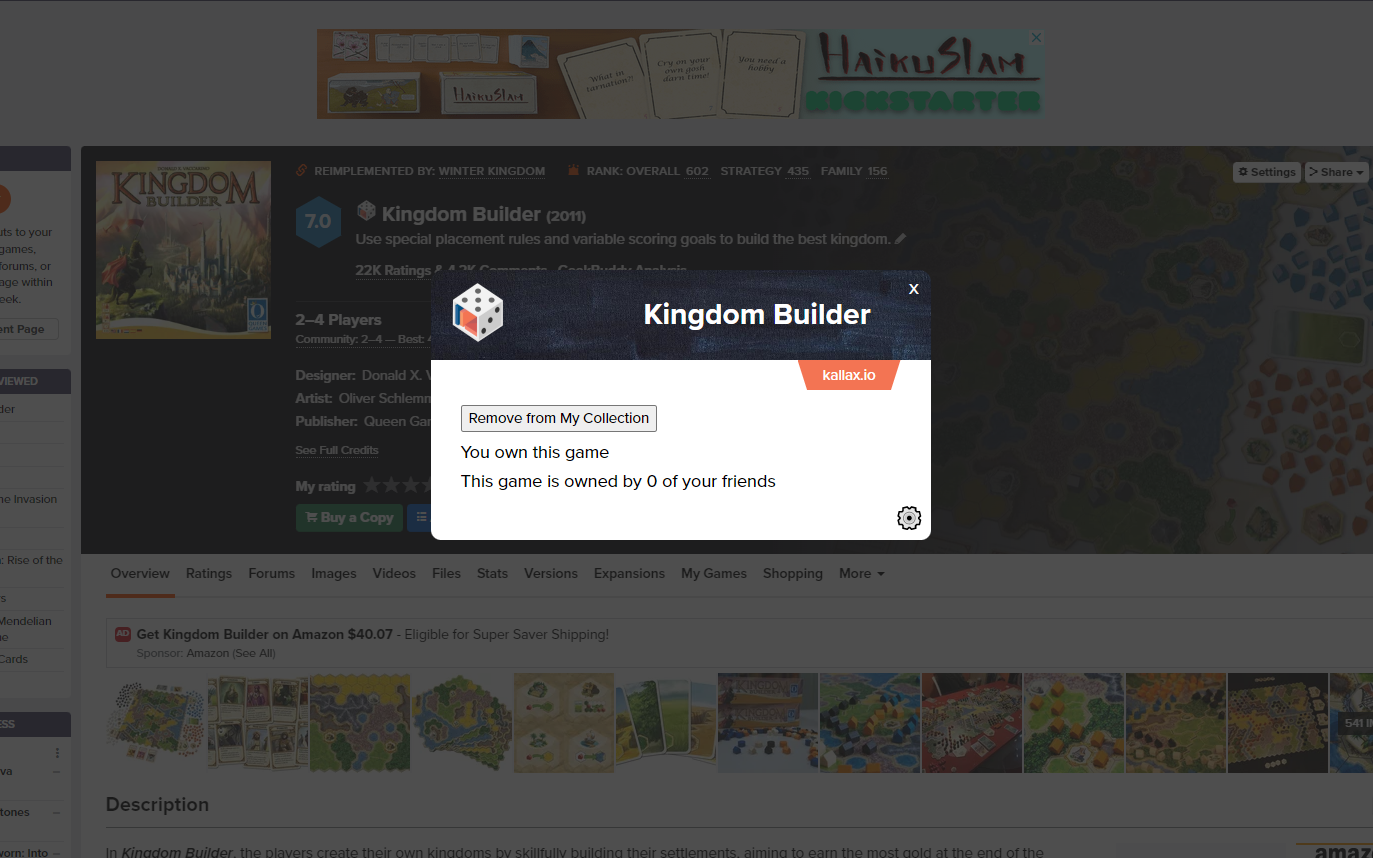 What in tarnation?!
Cry on your own gosh darn time!
You need a hobby
HAIKUSLAM
HAIKUSLAM
KICKSTARTER
KINGDOM
BUILDER
REIMPLEMENTED BY: WINTER KINGDOM
RANK: OVERALL 602 STRATEGY 435 FAMILY 156
Settings
Share
7.0
Kingdom Builder (2011)
Use special placement rules and variable scoring goals to build the best kingdom.
22K Ratings & 4.2K Comments GeekBuddy Analysis
2–4 Players
Community: 2–4 — Best: 4
Designer: Donald X. V
Artist: Oliver Schlemm
Publisher: Queen Gar
See Full Credits
My rating
Buy a Copy
X
Kingdom Builder
kallax.io
Remove from My Collection
You own this game
This game is owned by 0 of your friends
uts to your
games,
forums, or
age within
eek.
ent Page
VIEWED
der
ne Invasion
: Rise of the
rs
Mendelian
ne
Cards
ESS
va
tones
worn: Into
Overview Ratings Forums Images Videos Files Stats Versions Expansions My Games Shopping More
AD Get Kingdom Builder on Amazon $40.07 - Eligible for Super Saver Shipping!
Sponsor: Amazon (See All)
541 I
Description
In Kingdom Builder, the players create their own kingdoms by skillfully building their settlements, aiming to earn the most gold at the end of the
amaz